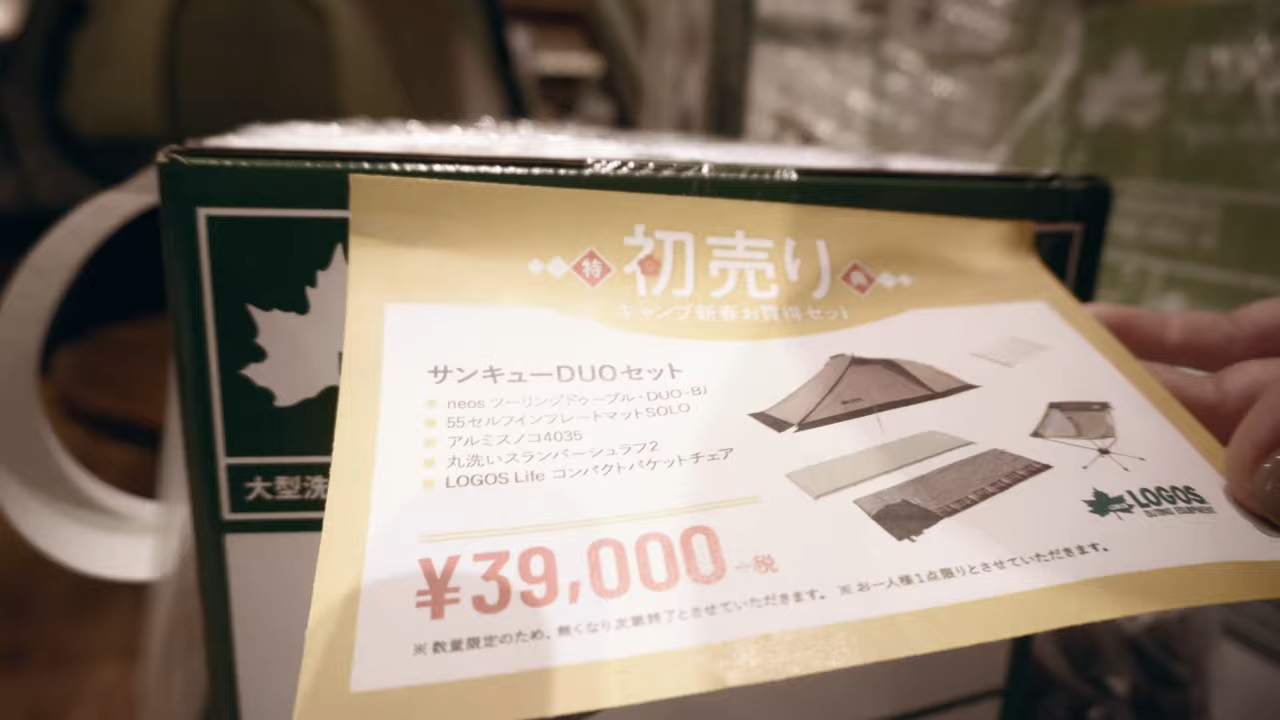 特 初売り
キャンプ新春お買得セット
サンキューDUOセット
neos ツーリングドゥーブル・DUO-BJ
55セルフインフレートマットSOLO
アルミスノコ4035
丸洗いスランバーシュラフ2
LOGOS Life コンパクトバケットチェア
¥39,000+税
※数量限定のため、無くなり次第終了とさせていただきます。 ※お一人様1点限りとさせていただきます。
LOGOS
大型洗